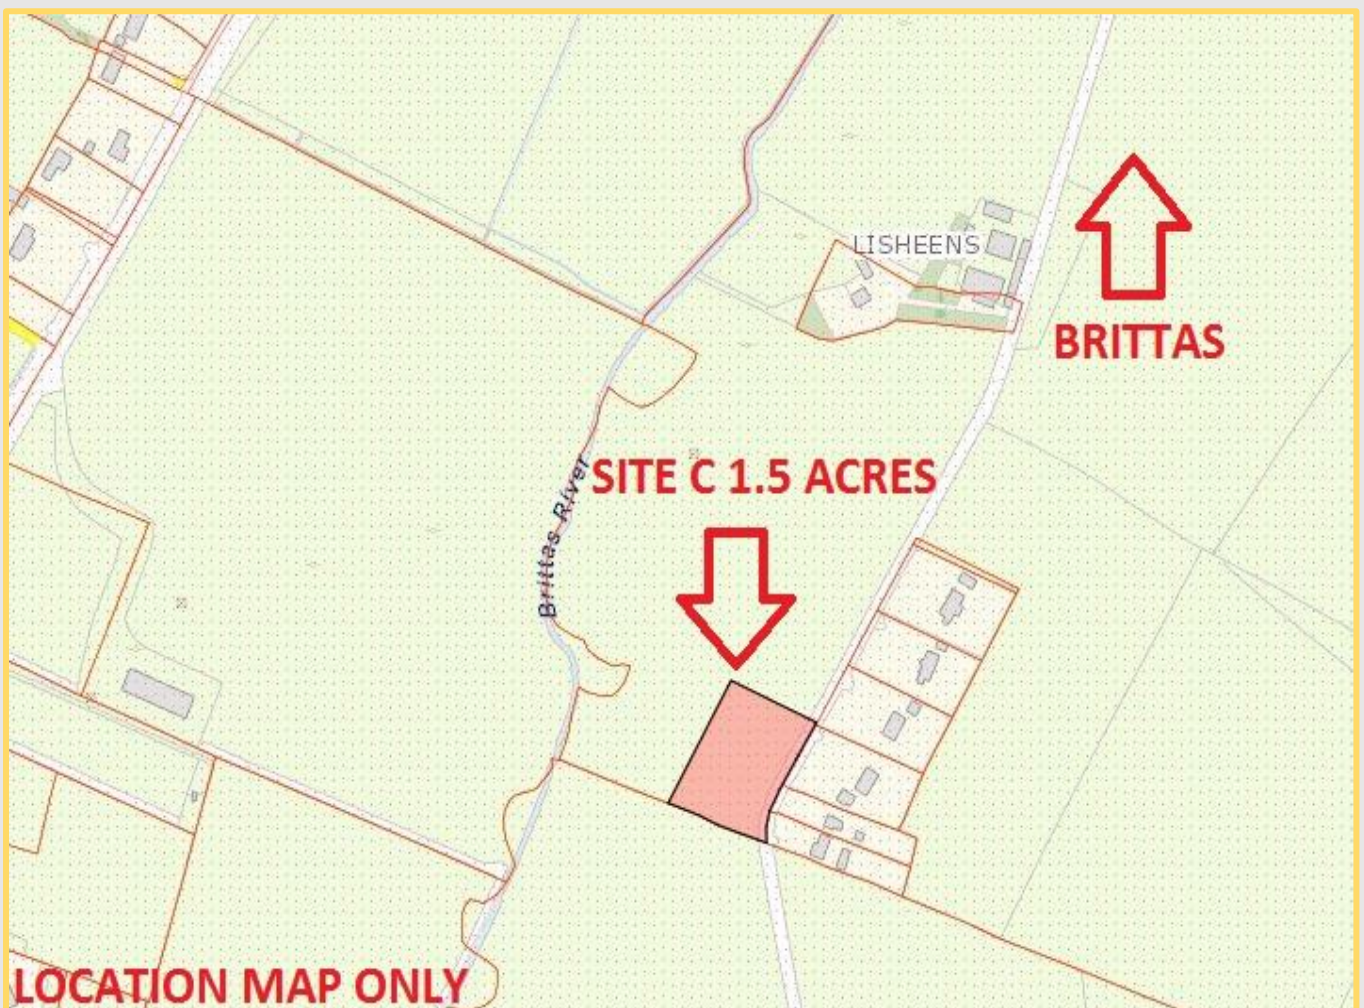 LISHEENS
BRITTAS
SITE C 1.5 ACRES
Brittas River
LOCATION MAP ONLY